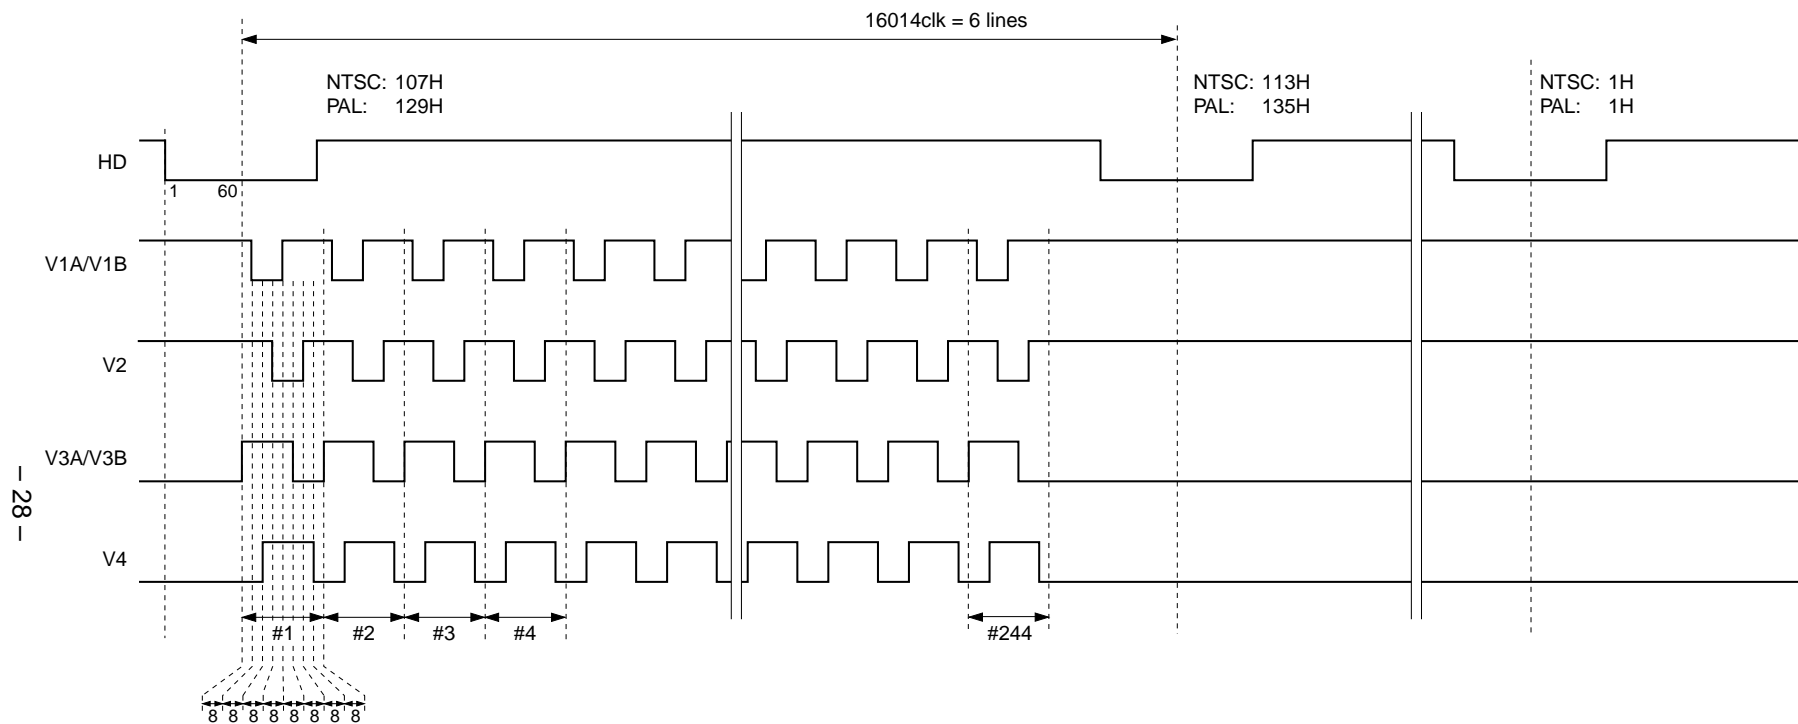 16014clk = 6 lines
NTSC: 107H
PAL: 129H
NTSC: 113H
PAL: 135H
NTSC: 1H
PAL: 1H
HD
1 60
V1A/V1B
V2
V3A/V3B
V4
#1 #2 #3 #4 #244
8 8 8 8 8 8 8 8
– 28 –